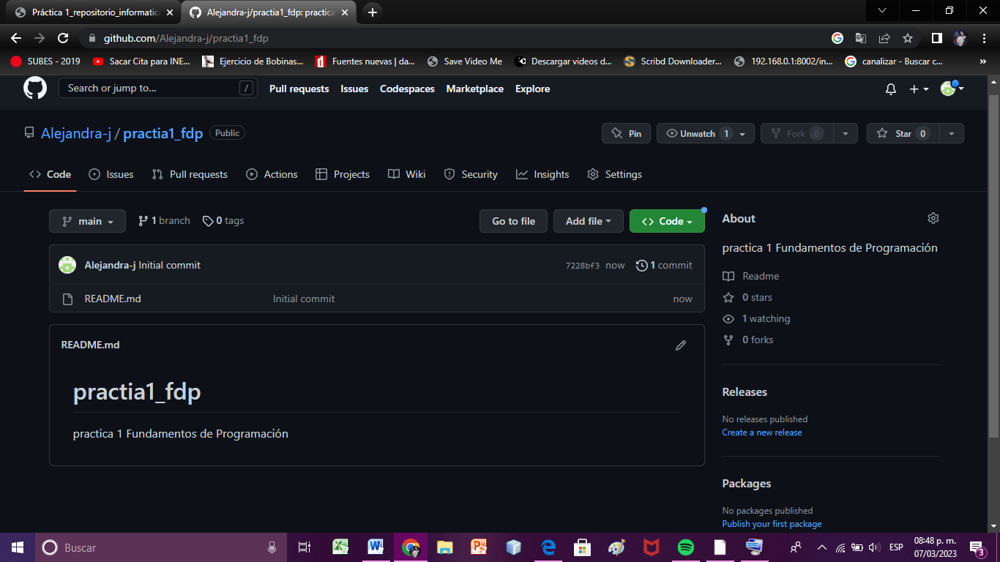 Práctica 1_repositorio_informatica
Alejandra-j/practia1_fdp: practica
github.com/Alejandra-j/practia1_fdp
SUBES - 2019
Sacar Cita para INE...
Ejercicio de Bobinas...
Fuentes nuevas | da...
Save Video Me
Descargar videos d...
Scribd Downloader...
192.168.0.1:8002/in...
canalizar - Buscar c...
»
Search or jump to... /
Pull requests
Issues
Codespaces
Marketplace
Explore
Alejandra-j / practia1_fdp Public
Pin
Unwatch 1
Fork 0
Star 0
Code
Issues
Pull requests
Actions
Projects
Wiki
Security
Insights
Settings
main
1 branch
0 tags
Go to file
Add file
Code
Alejandra-j Initial commit
7228bf3 now
1 commit
README.md Initial commit now
README.md
practia1_fdp
practica 1 Fundamentos de Programación
About
practica 1 Fundamentos de Programación
Readme
0 stars
1 watching
0 forks
Releases
No releases published
Create a new release
Packages
No packages published
Publish your first package
Buscar
ESP
08:48 p. m.
07/03/2023
3